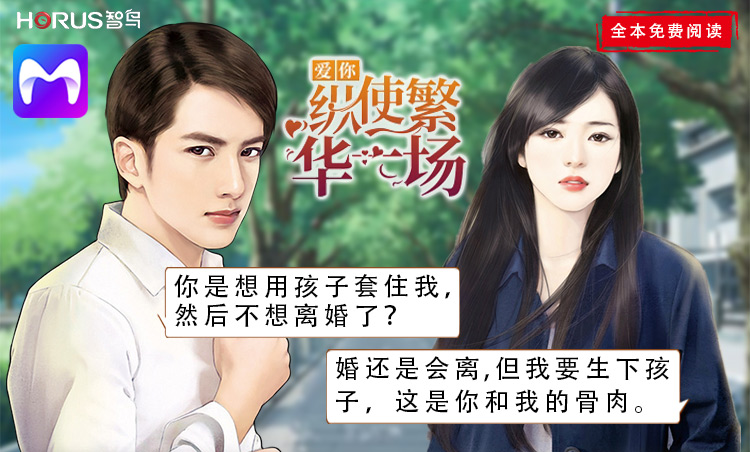 HORUS智鸟
全本免费阅读
爱你
纵使繁
华一场
你是想用孩子套住我,
然后不想离婚了?
婚还是会离,但我要生下孩
子，这是你和我的骨肉。